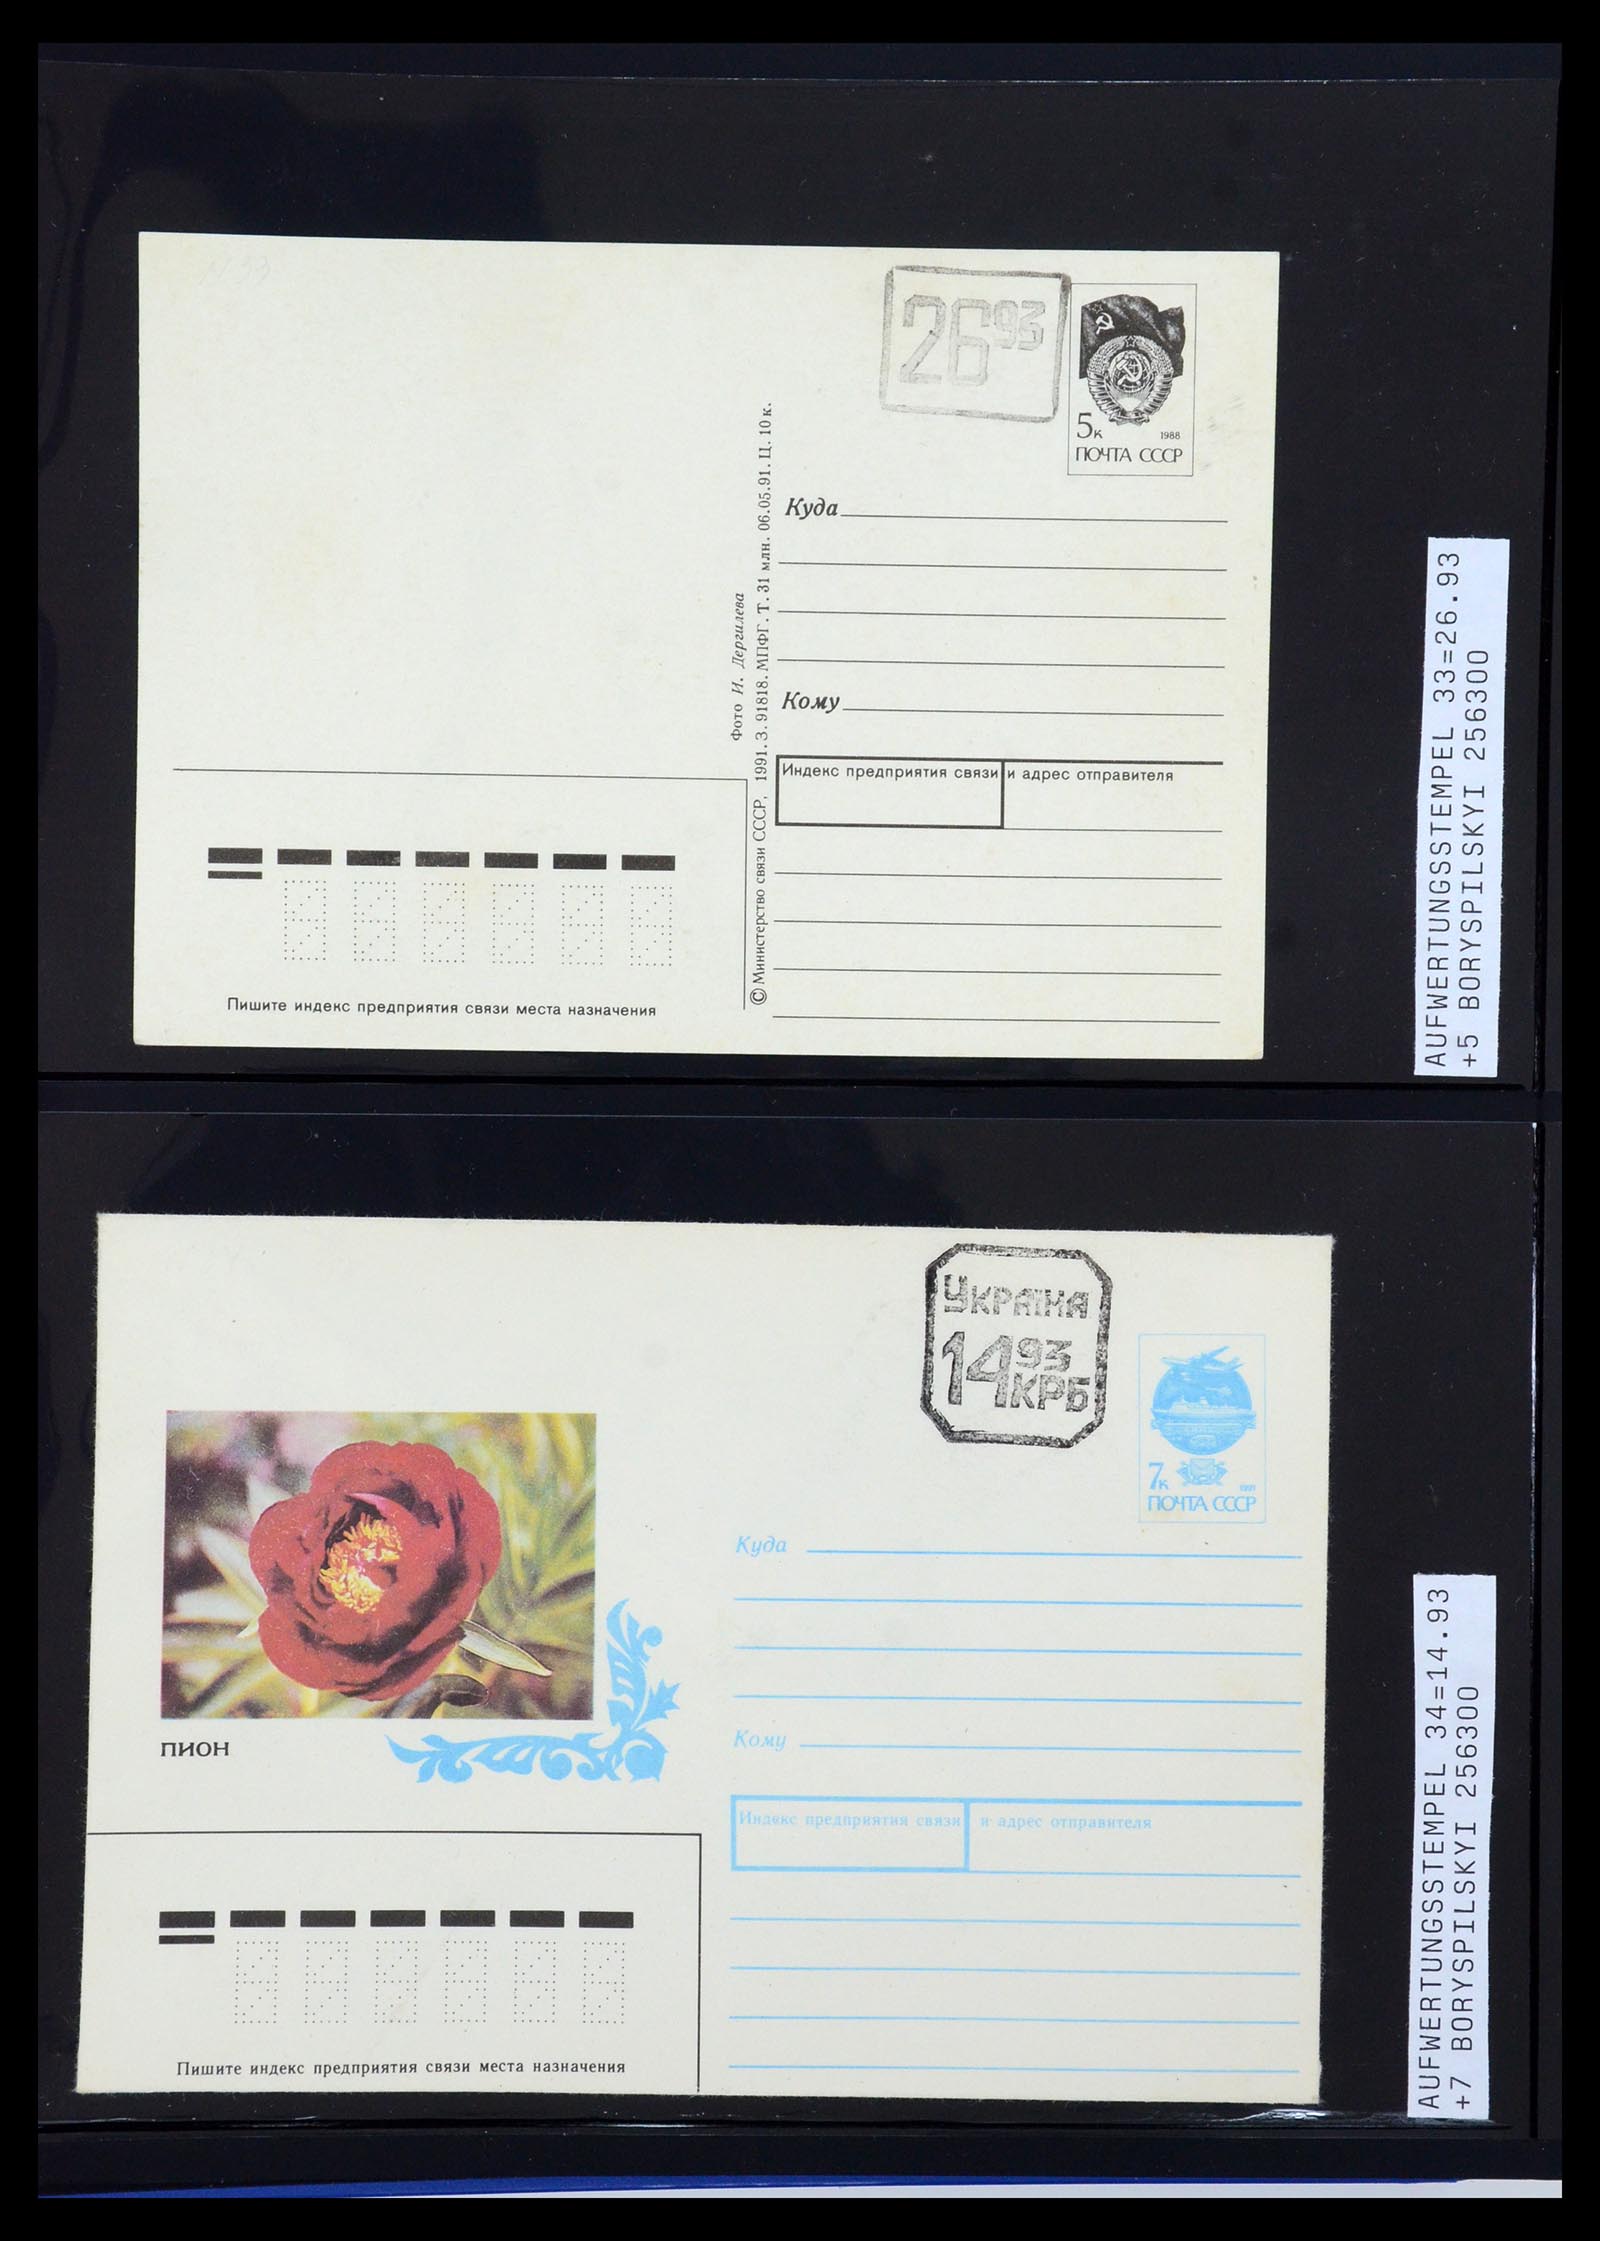 26 93
5к 1988
ПОЧТА СССР
Куда
Кому
Индекс предприятия связи и адрес отправителя
Фото И. Дергилева
© Министерство связи СССР, 1991. З. 91818. МПФГ. Т. 31 млн. 06.05.91. Ц. 10 к.
Пишите индекс предприятия связи места назначения
AUFWERTUNGSSTEMPEL 33=26.93
+5 BORYSPILSKYI 256300
УКРАЇНА
14 93
КРБ
7к 1991
ПОЧТА СССР
ПИОН
Куда
Кому
Индекс предприятия связи и адрес отправителя
Пишите индекс предприятия связи места назначения
AUFWERTUNGSSTEMPEL 34=14.93
+7 BORYSPILSKYI 256300